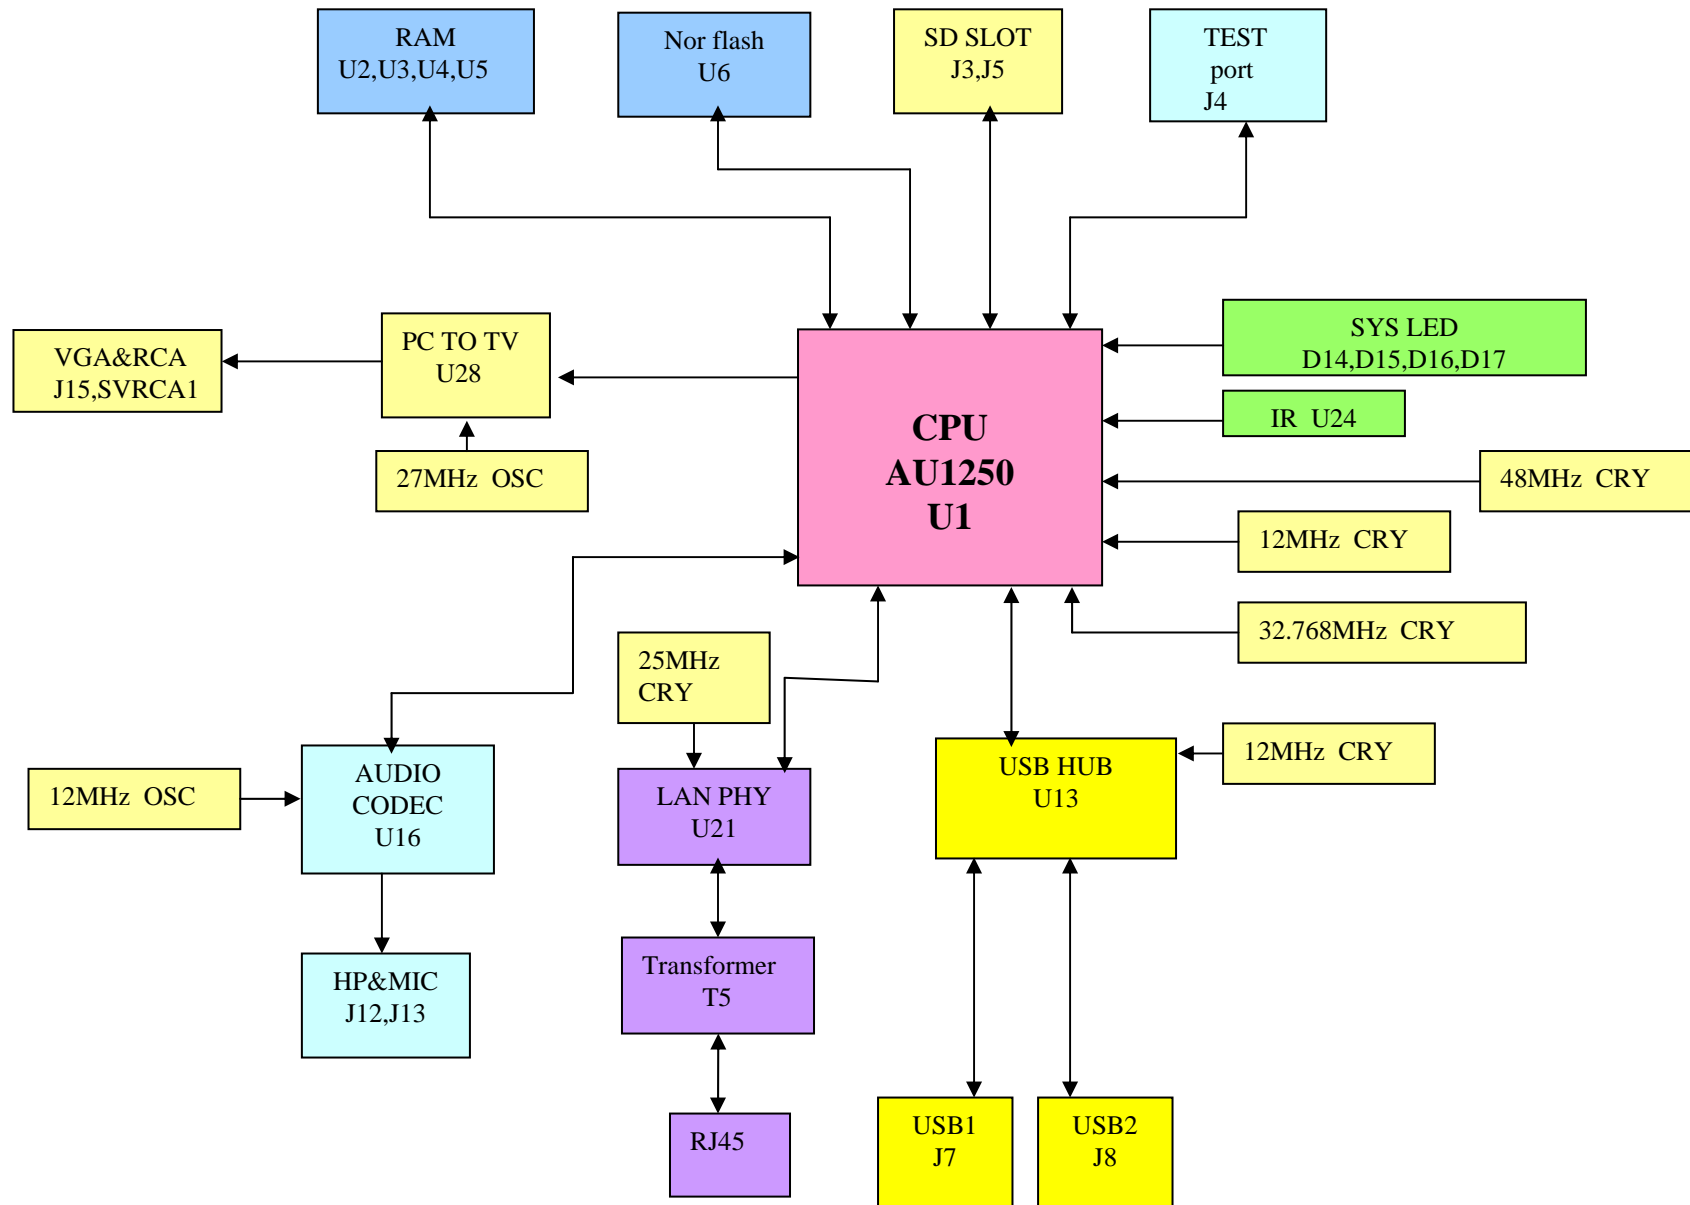 RAM
U2,U3,U4,U5
Nor flash
U6
SD SLOT
J3,J5
TEST
port
J4
VGA&RCA
J15,SVRCA1
PC TO TV
U28
27MHz OSC
CPU
AU1250
U1
SYS LED
D14,D15,D16,D17
IR U24
48MHz CRY
12MHz CRY
32.768MHz CRY
25MHz
CRY
12MHz OSC
AUDIO
CODEC
U16
LAN PHY
U21
USB HUB
U13
12MHz CRY
HP&MIC
J12,J13
Transformer
T5
RJ45
USB1
J7
USB2
J8